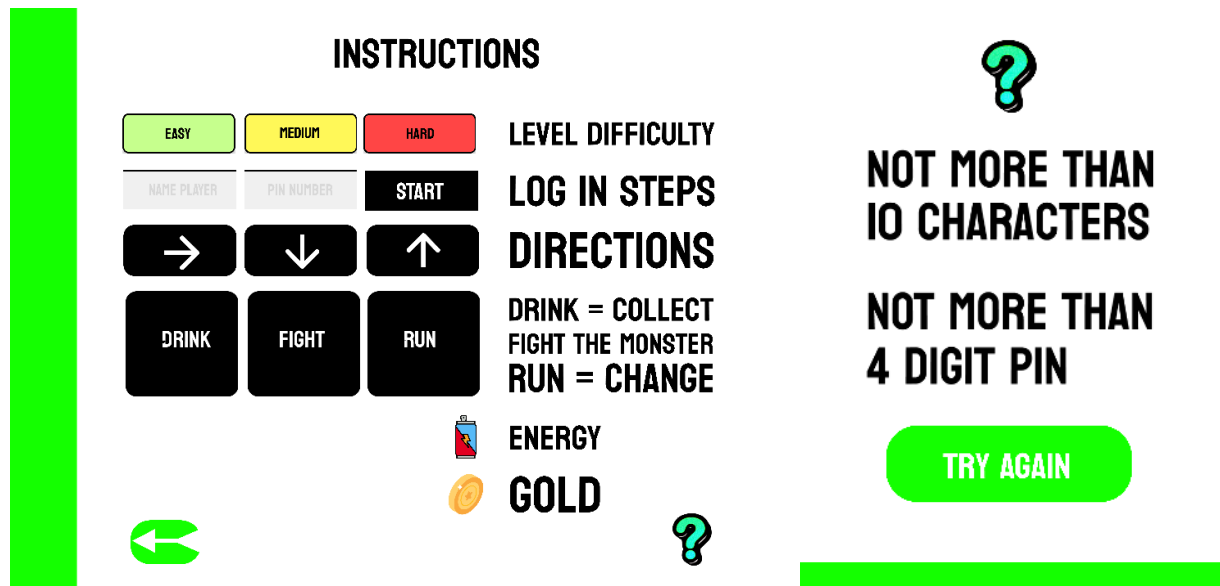 INSTRUCTIONS
EASY MEDIUM HARD LEVEL DIFFICULTY
NAME PLAYER PIN NUMBER START LOG IN STEPS
→ ↓ ↑ DIRECTIONS
DRINK FIGHT RUN
DRINK = COLLECT
FIGHT THE MONSTER
RUN = CHANGE
ENERGY
GOLD
?
?
NOT MORE THAN
10 CHARACTERS
NOT MORE THAN
4 DIGIT PIN
TRY AGAIN